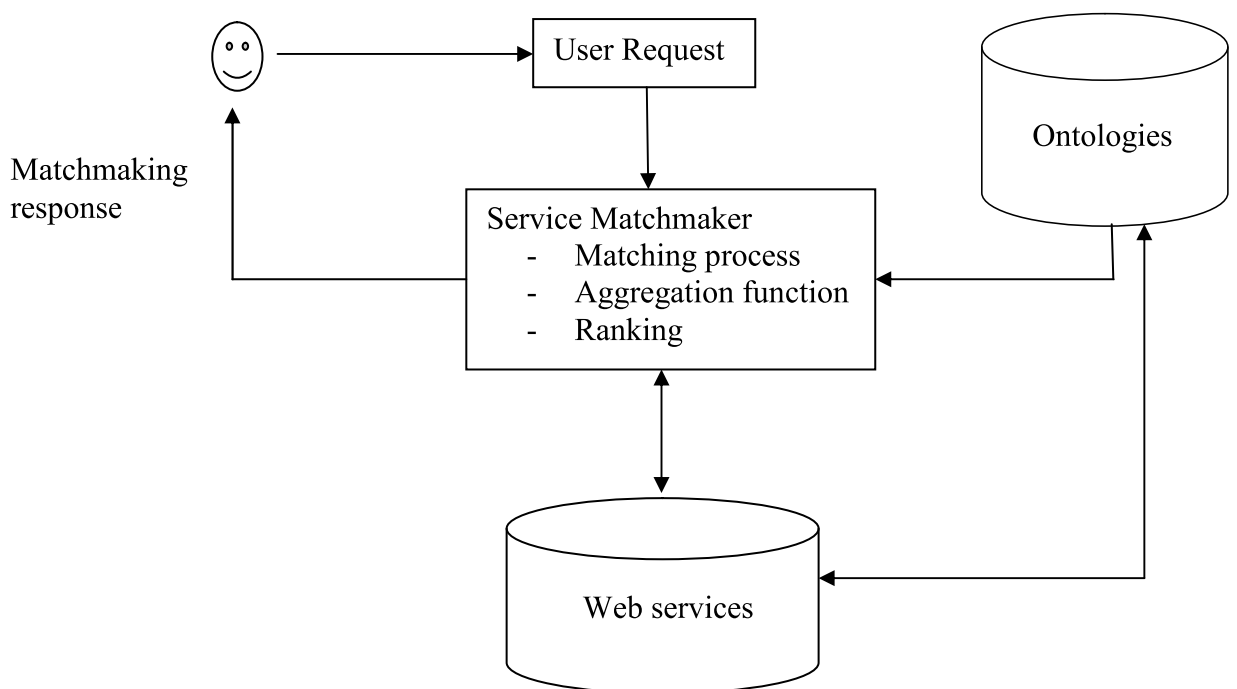 User Request
Ontologies
Matchmaking
response
Service Matchmaker
- Matching process
- Aggregation function
- Ranking
Web services